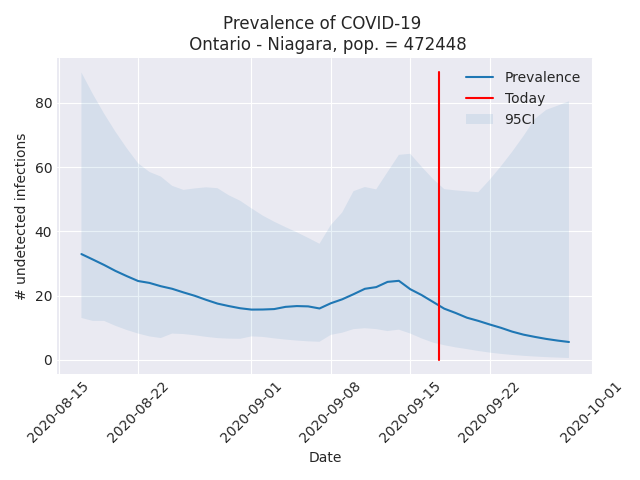 Prevalence of COVID-19
Ontario - Niagara, pop. = 472448
Prevalence
Today
95CI
# undetected infections
80
60
40
20
0
2020-08-15
2020-08-22
2020-09-01
2020-09-08
2020-09-15
2020-09-22
2020-10-01
Date